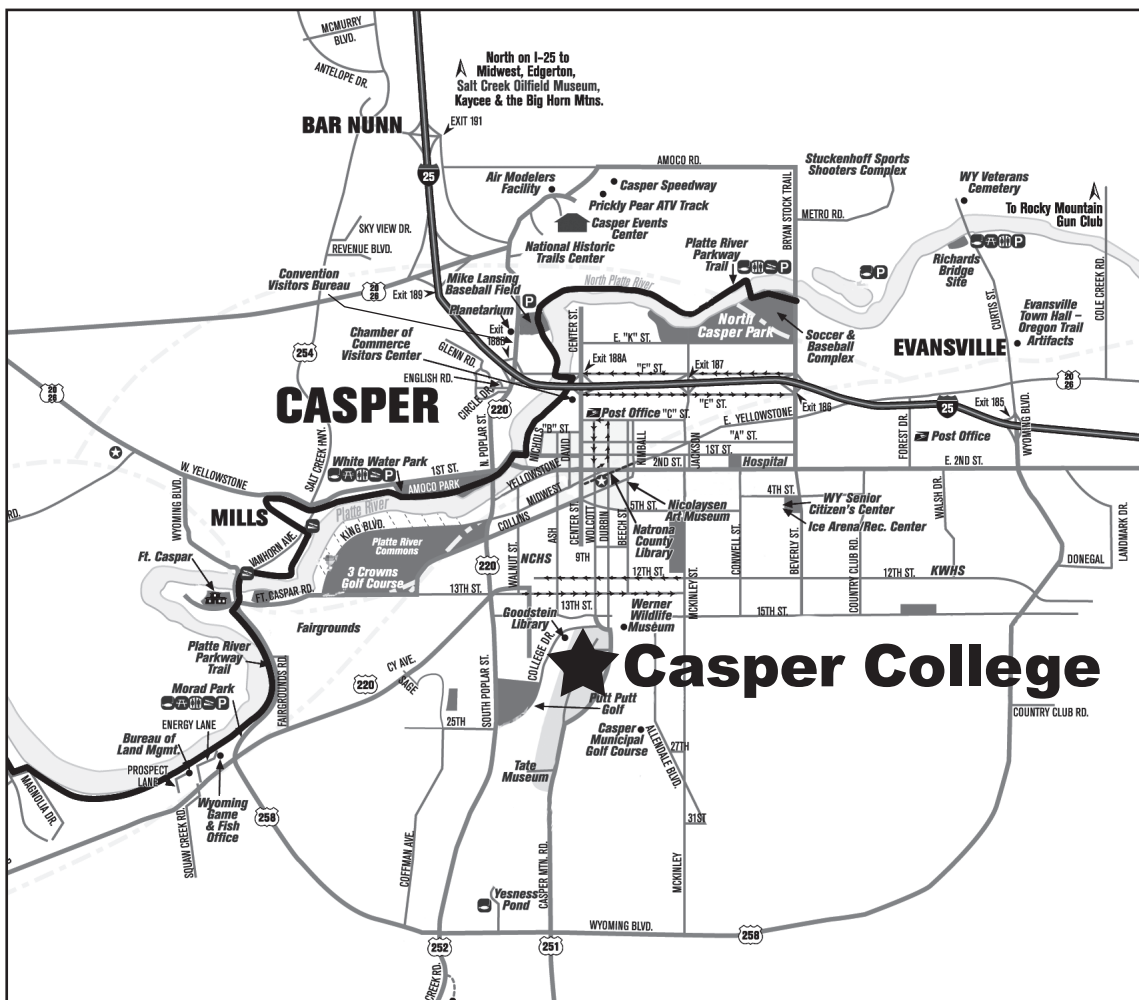 MCMURRY
BLVD.
ANTELOPE DR.
North on I-25 to
Midwest, Edgerton,
Salt Creek Oilfield Museum,
Kaycee & the Big Horn Mtns.
BAR NUNN
EXIT 191
25
AMOCO RD.
Stuckenhoff Sports
Shooters Complex
Air Modelers
Facility
Casper Speedway
Prickly Pear ATV Track
Casper Events
Center
National Historic
Trails Center
BRYAN STOCK TRAIL
METRO RD.
WY Veterans
Cemetery
To Rocky Mountain
Gun Club
SKY VIEW DR.
REVENUE BLVD.
Platte River
Parkway
Trail
P
P
Richards
Bridge
Site
P
COLE CREEK RD.
CURTIS ST.
Convention
Visitors Bureau
20
26
Exit 189
Mike Lansing
Baseball Field
P
Planetarium
Exit
188B
North Platte River
CENTER ST.
North
Casper Park
Soccer &
Baseball
Complex
Evansville
Town Hall –
Oregon Trail
Artifacts
EVANSVILLE
Chamber of
Commerce
Visitors Center
254
GLENN RD.
ENGLISH RD.
CIRCLE DR.
E. "K" ST.
Exit 188A
"F" ST.
Exit 187
"E" ST.
Exit 186
20
26
25
Exit 185
20
26
CASPER
220
N. POPLAR ST.
Post Office
"C" ST.
E. YELLOWSTONE
"B" ST.
"A" ST.
1ST ST.
NICHOLS
DAVID
KIMBALL
JACKSON
2ND ST.
Hospital
FOREST DR.
Post Office
E. 2ND ST.
WYOMING BLVD.
W. YELLOWSTONE
SALT CREEK HWY.
White Water Park
P
1ST ST.
AMOCO PARK
YELLOWSTONE
MIDWEST
COLLINS
WYOMING BLVD.
RD.
MILLS
Platte River
KING BLVD.
VANHORN AVE.
Platte River
Commons
3 Crowns
Golf Course
Ft. Caspar
FT. CASPAR RD.
13TH ST.
220
WALNUT ST.
NCHS
ASH
CENTER ST.
WOLCOTT
DURBIN
BEECH ST.
5TH ST.
9TH
Nicolaysen
Art Museum
Natrona
County
Library
4TH ST.
WY Senior
Citizen's Center
Ice Arena/Rec. Center
CONWELL ST.
BEVERLY ST.
COUNTRY CLUB RD.
WALSH DR.
DONEGAL
LANDMARK DR.
12TH ST.
12TH ST.
KWHS
MCKINLEY ST.
13TH ST.
15TH ST.
Goodstein
Library
Werner
Wildlife
Museum
COLLEGE DR.
Casper College
Fairgrounds
Platte River
Parkway
Trail
FAIRGROUNDS RD.
CY AVE.
220
SAGE
SOUTH POPLAR ST.
Morad Park
P
ENERGY LANE
Bureau of
Land Mgmt.
PROSPECT
LANE
25TH
Putt Putt
Golf
Casper
Municipal
Golf Course
ALLENDALE BLVD.
27TH
COUNTRY CLUB RD.
Tate
Museum
MAGNOLIA DR.
Wyoming
Game
& Fish
Office
SQUAW CREEK RD.
258
31ST
COFFMAN AVE.
CASPER MTN. RD.
MCKINLEY
Yesness
Pond
WYOMING BLVD.
258
252
251
CREEK RD.